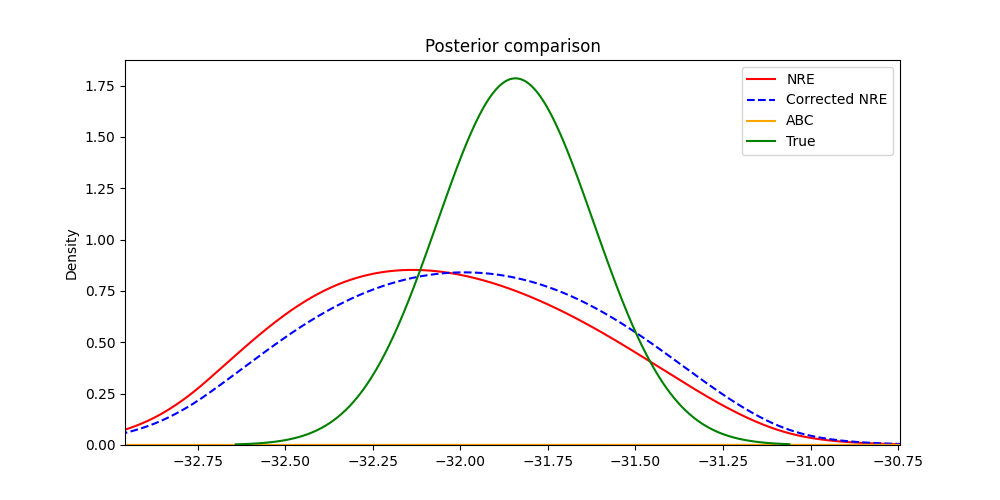 Posterior comparison
NRE
Corrected NRE
ABC
True
Density
1.75
1.50
1.25
1.00
0.75
0.50
0.25
0.00
−32.75 −32.50 −32.25 −32.00 −31.75 −31.50 −31.25 −31.00 −30.75